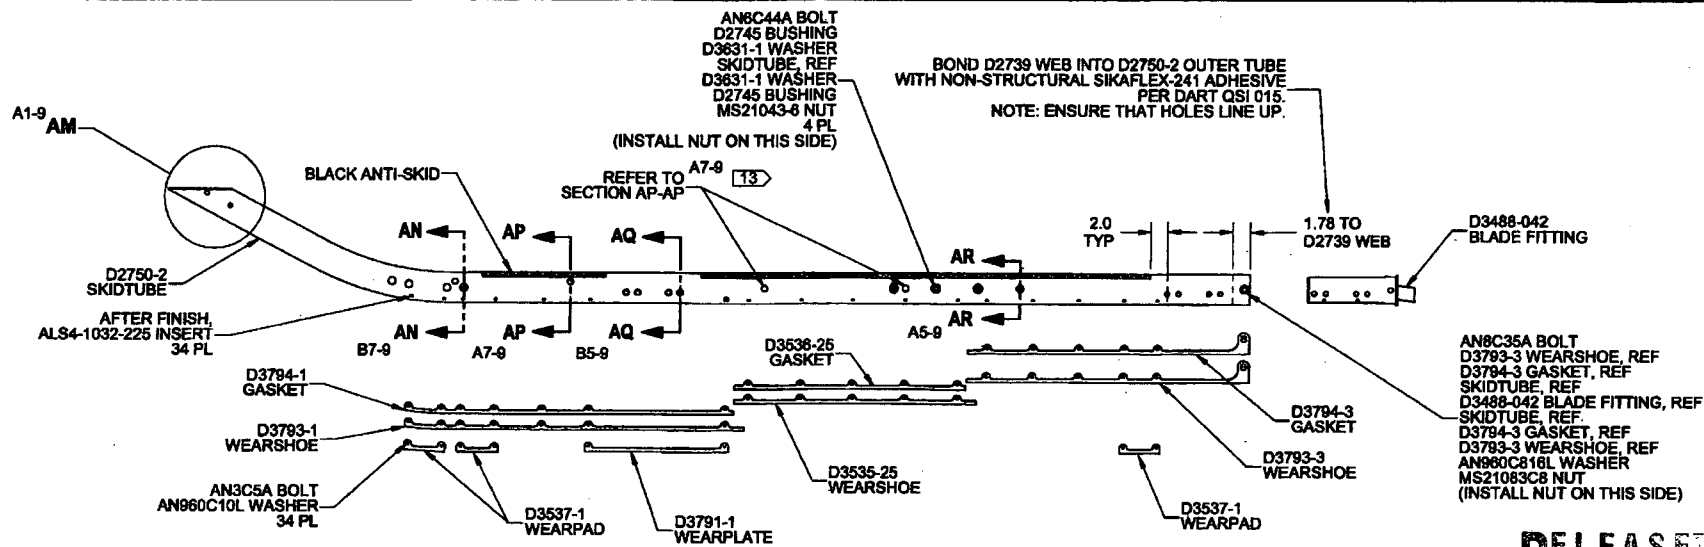 AN6C44A BOLT
D2745 BUSHING
D3631-1 WASHER
SKIDTUBE, REF
D3631-1 WASHER
D2745 BUSHING
MS21043-6 NUT
4 PL
(INSTALL NUT ON THIS SIDE)
BOND D2739 WEB INTO D2750-2 OUTER TUBE
WITH NON-STRUCTURAL SIKAFLEX-241 ADHESIVE
PER DART QSI 015.
NOTE: ENSURE THAT HOLES LINE UP.
A1-9
AM
BLACK ANTI-SKID
REFER TO
SECTION AP-AP
A7-9
13
AN
AP
AQ
AR
2.0
TYP
1.78 TO
D2739 WEB
D3488-042
BLADE FITTING
D2750-2
SKIDTUBE
AFTER FINISH,
ALS4-1032-225 INSERT
34 PL
AN
AP
AQ
AR
B7-9
A7-9
B5-9
A5-9
D3794-1
GASKET
D3793-1
WEARSHOE
AN3C5A BOLT
AN960C10L WASHER
34 PL
D3537-1
WEARPAD
D3791-1
WEARPLATE
D3536-25
GASKET
D3535-25
WEARSHOE
D3794-3
GASKET
D3793-3
WEARSHOE
D3537-1
WEARPAD
AN8C35A BOLT
D3793-3 WEARSHOE, REF
D3794-3 GASKET, REF
SKIDTUBE, REF
D3488-042 BLADE FITTING, REF
SKIDTUBE, REF.
D3794-3 GASKET, REF
D3793-3 WEARSHOE, REF
AN960C816L WASHER
MS21083C8 NUT
(INSTALL NUT ON THIS SIDE)